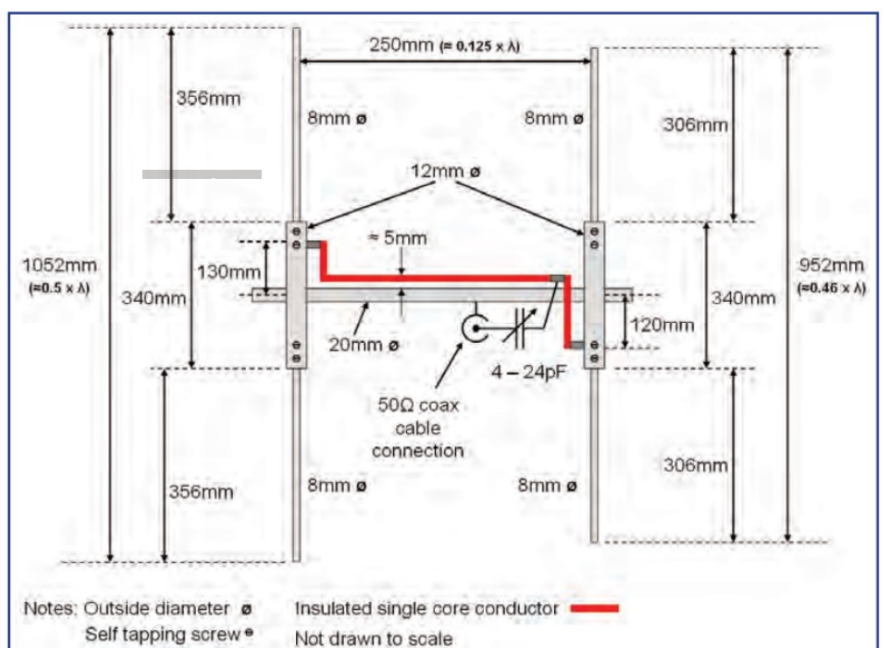 250mm (= 0.125 x λ)
356mm
8mm ø
8mm ø
306mm
12mm ø
≈ 5mm
1052mm
(≈0.5 x λ)
130mm
340mm
952mm
(≈0.46 x λ)
340mm
120mm
20mm ø
4 – 24pF
50Ω coax
cable
connection
356mm
8mm ø
8mm ø
306mm
Notes: Outside diameter ø
Insulated single core conductor
Self tapping screw
Not drawn to scale